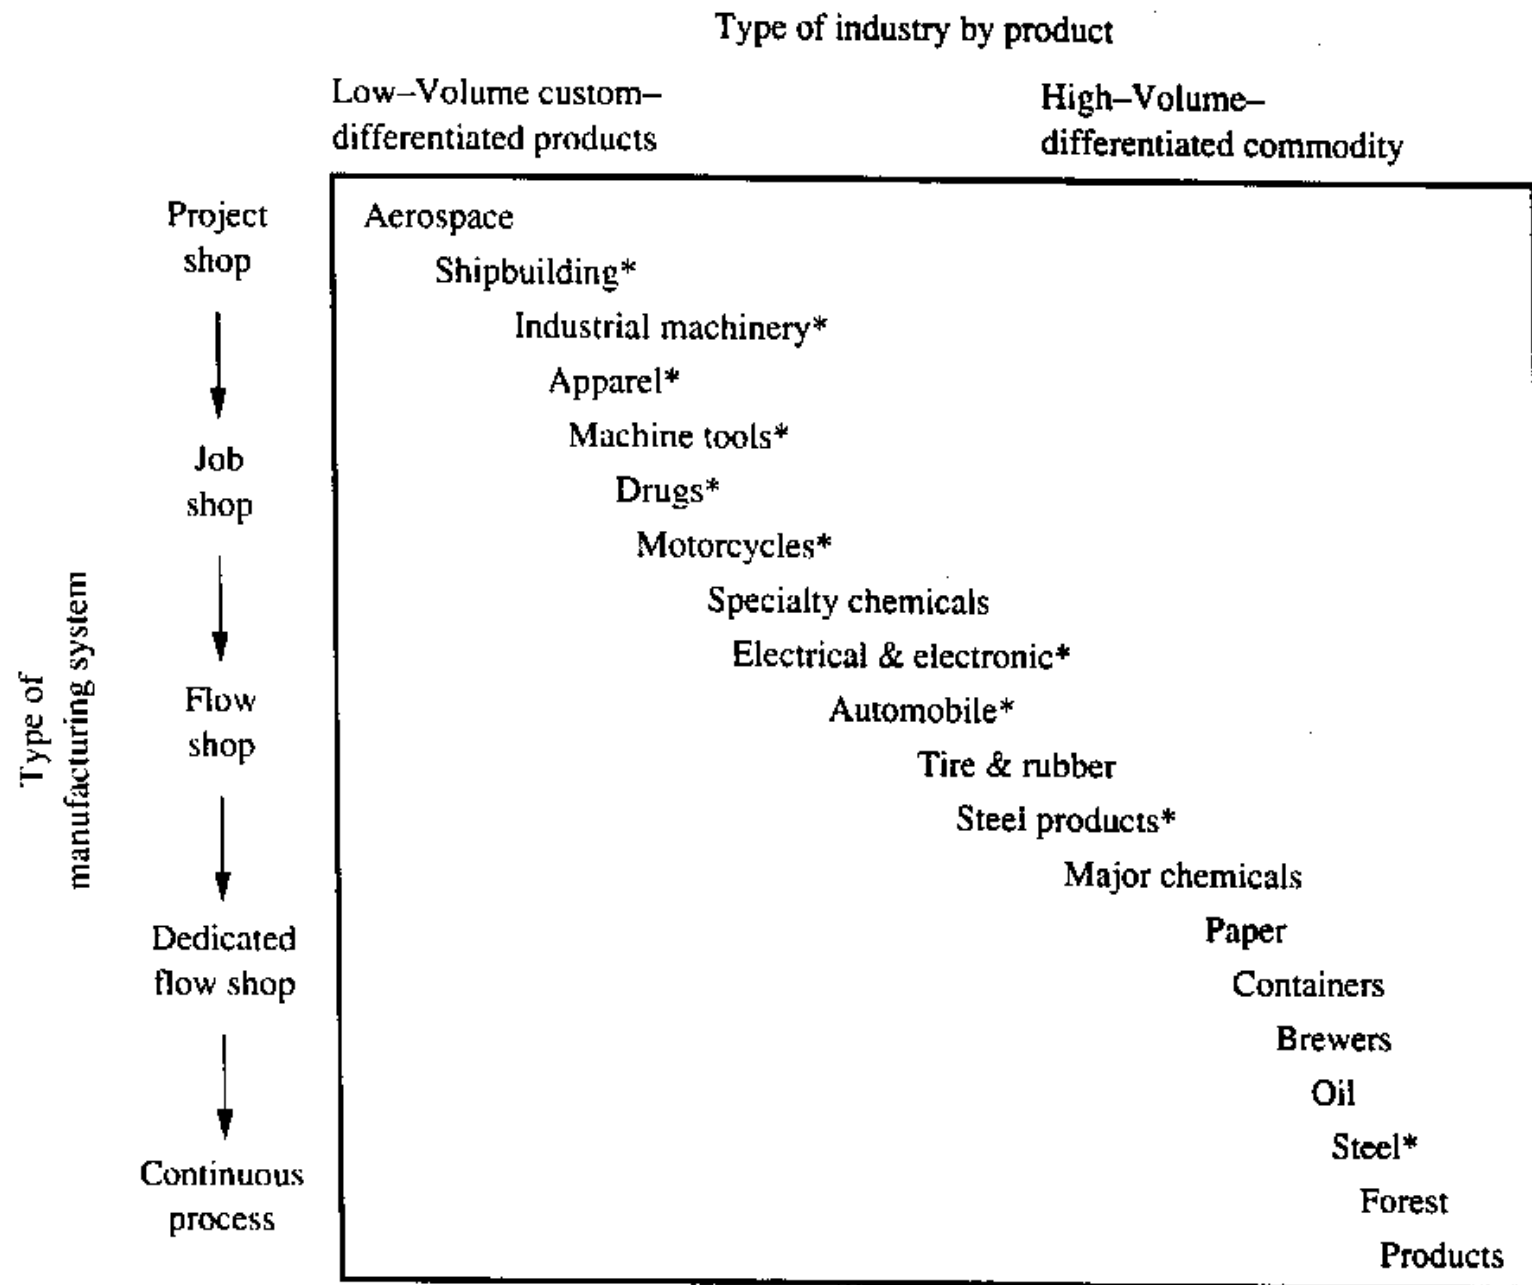 Type of industry by product
Low–Volume custom–
differentiated products
High–Volume–
differentiated commodity
Project
shop
Job
shop
Flow
shop
Dedicated
flow shop
Continuous
process
Type of
manufacturing system
Aerospace
Shipbuilding*
Industrial machinery*
Apparel*
Machine tools*
Drugs*
Motorcycles*
Specialty chemicals
Electrical & electronic*
Automobile*
Tire & rubber
Steel products*
Major chemicals
Paper
Containers
Brewers
Oil
Steel*
Forest
Products